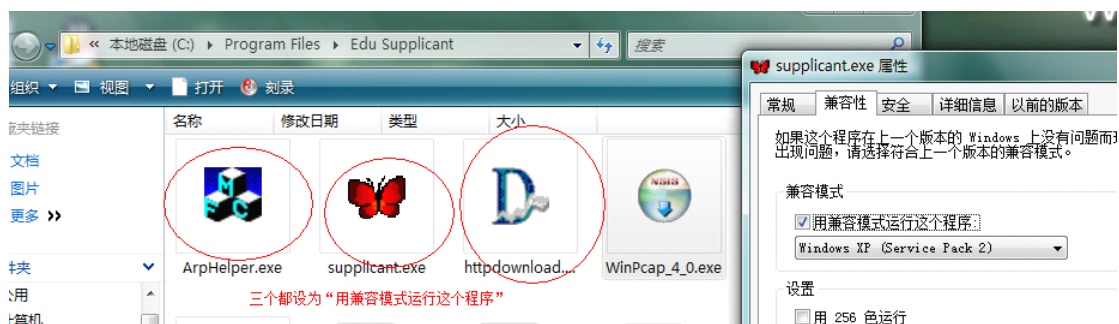 « 本地磁盘 (C:) ▸ Program Files ▸ Edu Supplicant
搜索
组织 视图 打开 刻录
名称 修改日期 类型 大小
文档
图片
更多 »
ArpHelper.exe supplicant.exe httpdownload.... WinPcap_4_0.exe
三个都设为“用兼容模式运行这个程序”
MFC
NSIS
supplicant.exe 属性
常规 兼容性 安全 详细信息 以前的版本
如果这个程序在上一个版本的 Windows 上没有问题而
出现问题，请选择符合上一个版本的兼容模式。
兼容模式
用兼容模式运行这个程序:
Windows XP (Service Pack 2)
设置
用 256 色运行